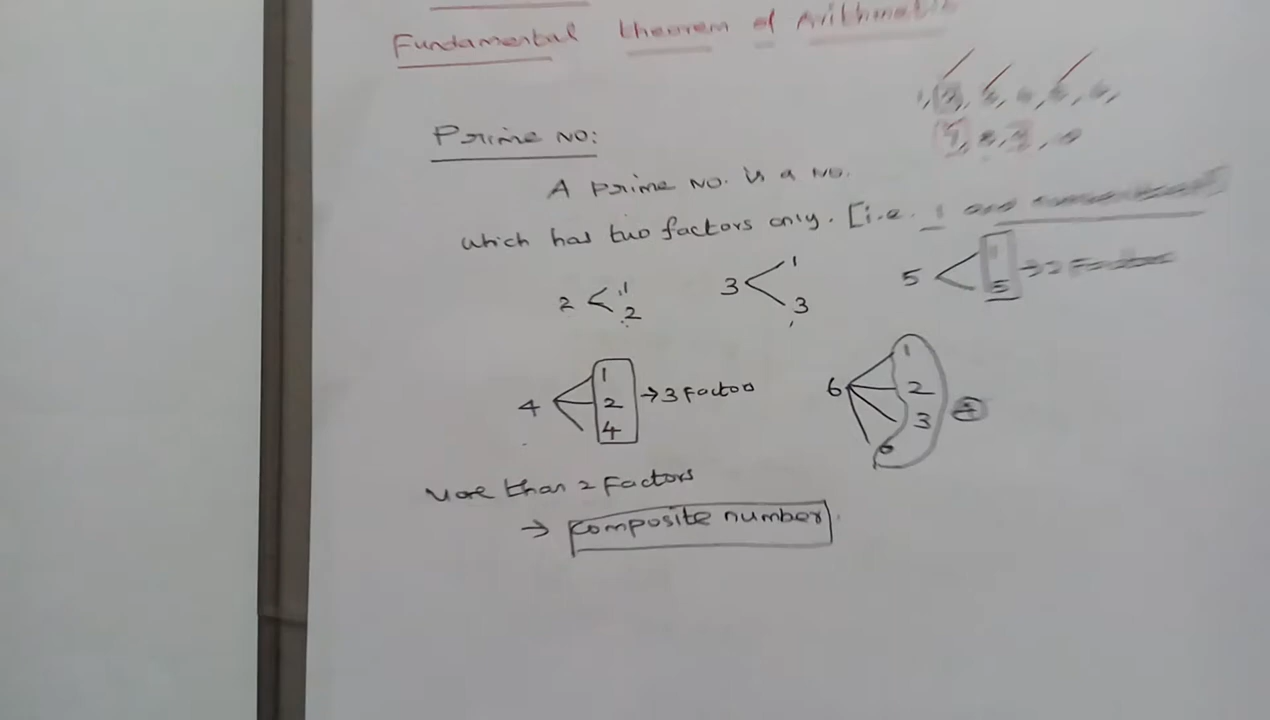 Fundamental theorem of Arithmetic
Prime No:
A prime No. is a No.
which has two factors only. [i.e. 1 and
2 < 1 2
3 < 1 3
5 < 1 5 → 2 Factors
4 1 2 4 → 3 Factors
6 1 2 3 6 4
More than 2 Factors
→ Composite number.